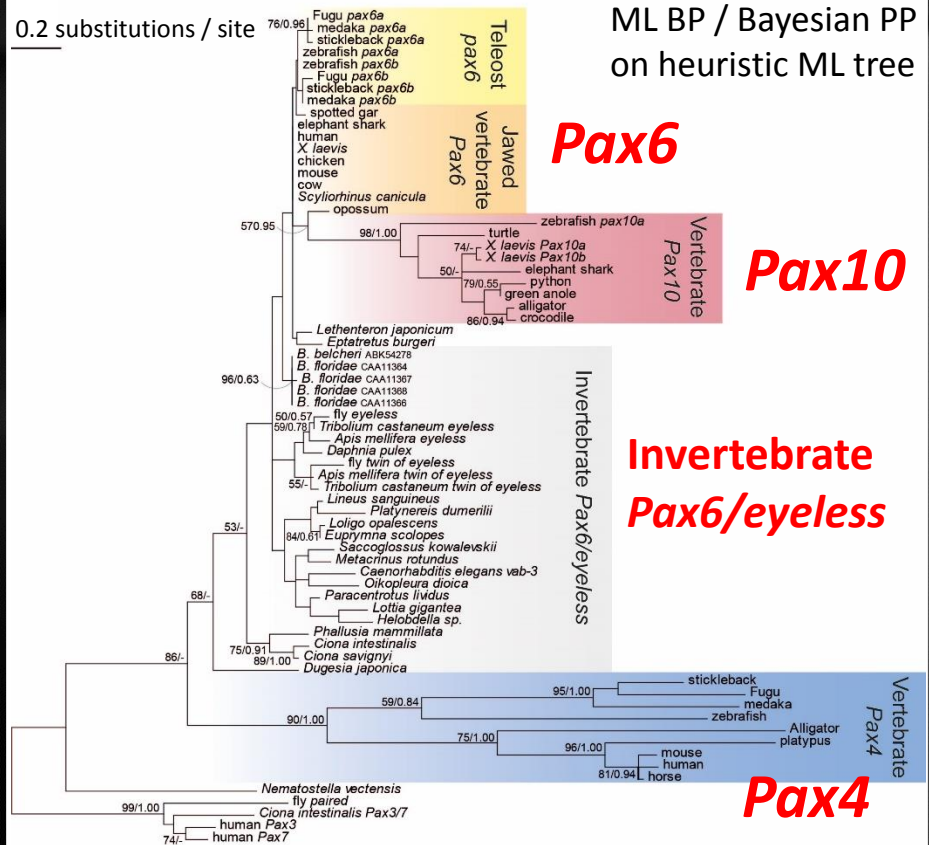 0.2 substitutions / site
ML BP / Bayesian PP
on heuristic ML tree
76/0.96
Fugu pax6a
medaka pax6a
stickleback pax6a
zebrafish pax6a
zebrafish pax6b
Fugu pax6b
stickleback pax6b
medaka pax6b
spotted gar
Teleost
pax6
elephant shark
human
X. laevis
chicken
mouse
cow
Scyliorhinus canicula
opossum
Jawed
vertebrate
Pax6
Pax6
570.95
98/1.00
zebrafish pax10a
turtle
74/-
X. laevis Pax10a
X. laevis Pax10b
50/-
elephant shark
79/0.55
python
green anole
alligator
86/0.94
crocodile
Vertebrate
Pax10
Pax10
Lethenteron japonicum
Eptatretus burgeri
B. belcheri ABK54278
B. floridae CAA11364
96/0.63
B. floridae CAA11367
B. floridae CAA11368
B. floridae CAA11366
50/0.57
fly eyeless
59/0.78
Tribolium castaneum eyeless
Apis mellifera eyeless
Daphnia pulex
fly twin of eyeless
Apis mellifera twin of eyeless
55/-
Tribolium castaneum twin of eyeless
Lineus sanguineus
Platynereis dumerilii
Loligo opalescens
53/-
84/0.61
Euprymna scolopes
Saccoglossus kowalevskii
Metacrinus rotundus
Caenorhabditis elegans vab-3
Oikopleura dioica
Paracentrotus lividus
68/-
Lottia gigantea
Helobdella sp.
Phallusia mammillata
75/0.91
Ciona intestinalis
89/1.00
Ciona savignyi
86/-
Dugesia japonica
Invertebrate Pax6/eyeless
Invertebrate
Pax6/eyeless
stickleback
95/1.00
Fugu
medaka
59/0.84
zebrafish
90/1.00
Alligator
75/1.00
platypus
96/1.00
mouse
human
81/0.94
horse
Vertebrate
Pax4
Pax4
Nematostella vectensis
fly paired
99/1.00
Ciona intestinalis Pax3/7
human Pax3
74/-
human Pax7